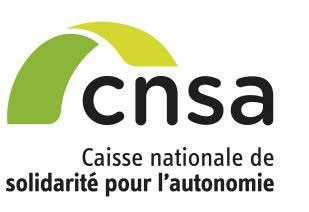 cnsa
Caisse nationale de
solidarité pour l'autonomie